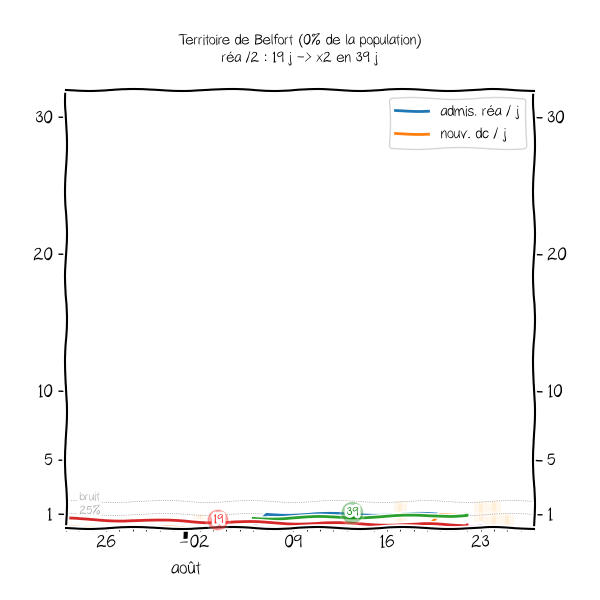 Territoire de Belfort (0% de la population)
réa /2 : 19 j -> x2 en 39 j
admis. réa / j
nouv. dc / j
30 30
20 20
10 10
5 5
bruit
25%
1 1
19 39
26 02 09 16 23
août